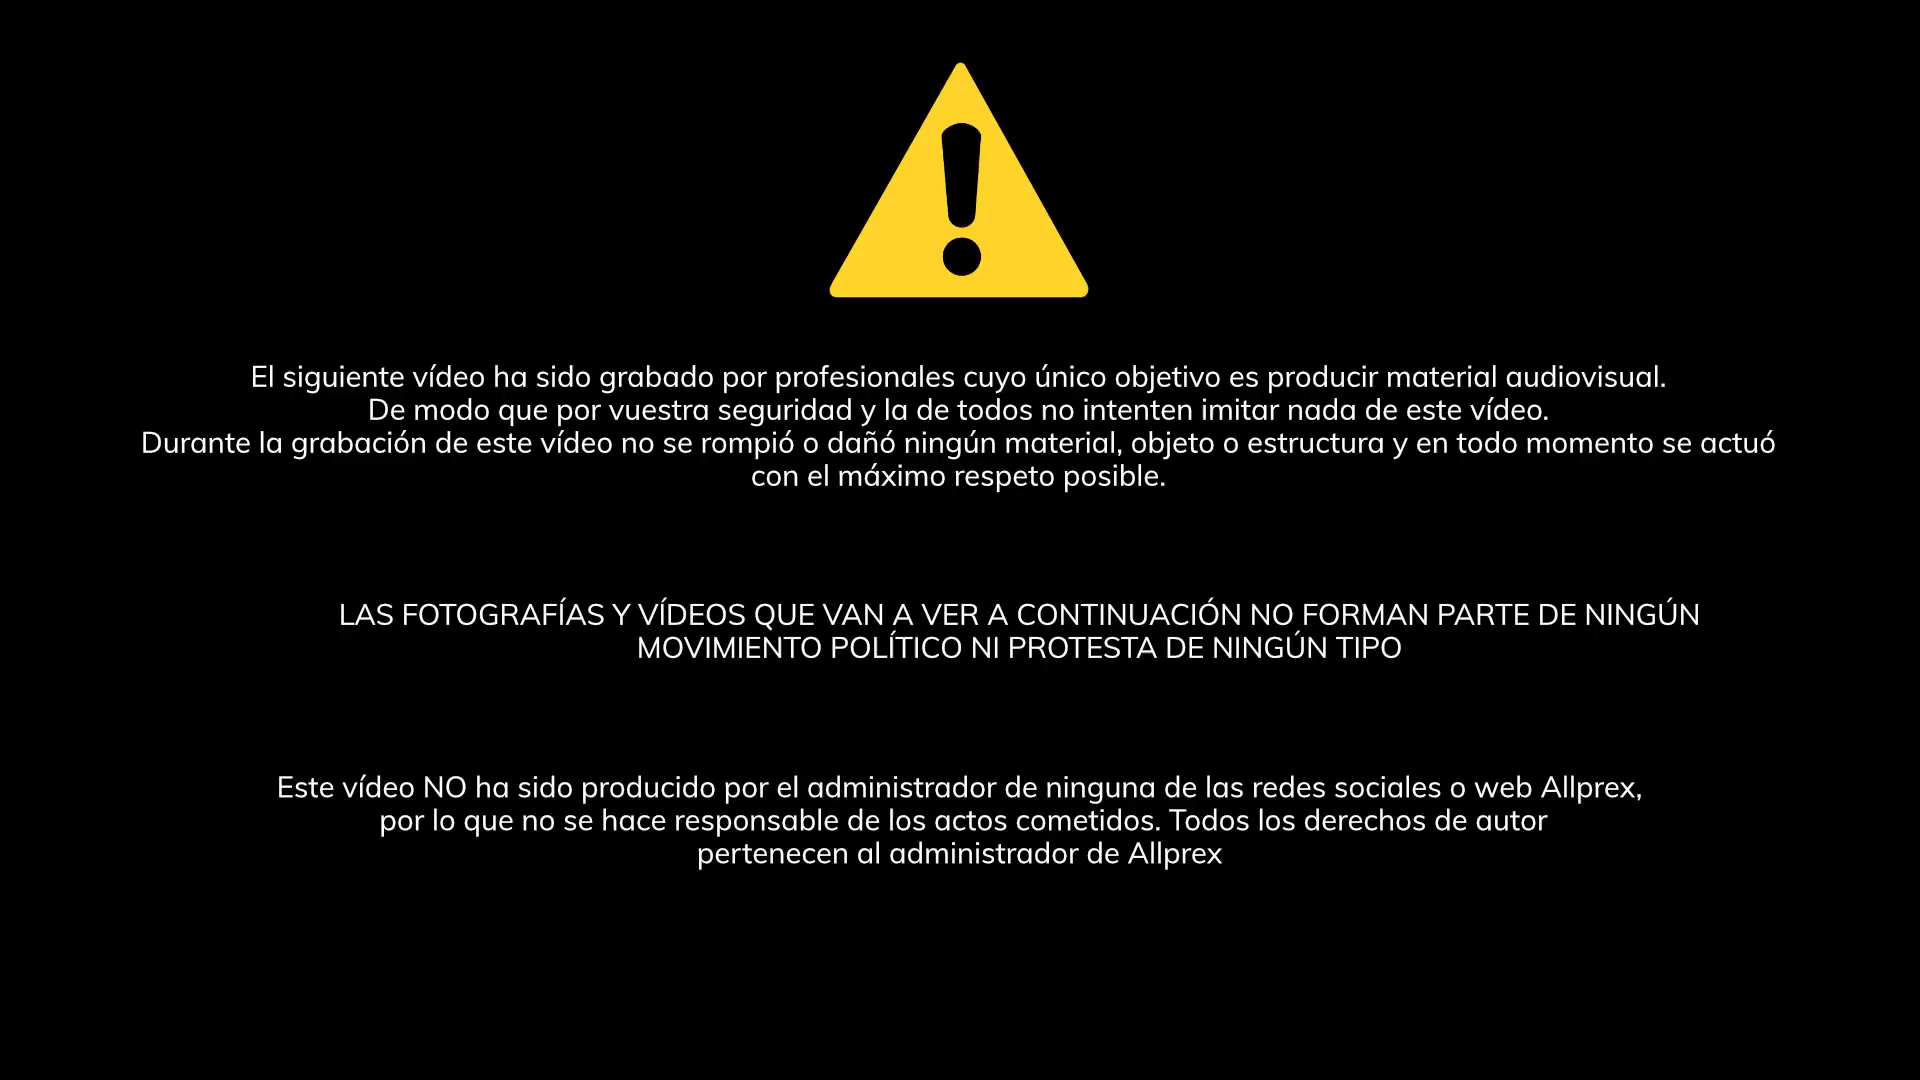 El siguiente vídeo ha sido grabado por profesionales cuyo único objetivo es producir material audiovisual.
De modo que por vuestra seguridad y la de todos no intenten imitar nada de este vídeo.
Durante la grabación de este vídeo no se rompió o dañó ningún material, objeto o estructura y en todo momento se actuó
con el máximo respeto posible.
LAS FOTOGRAFÍAS Y VÍDEOS QUE VAN A VER A CONTINUACIÓN NO FORMAN PARTE DE NINGÚN
MOVIMIENTO POLÍTICO NI PROTESTA DE NINGÚN TIPO
Este vídeo NO ha sido producido por el administrador de ninguna de las redes sociales o web Allprex,
por lo que no se hace responsable de los actos cometidos. Todos los derechos de autor
pertenecen al administrador de Allprex